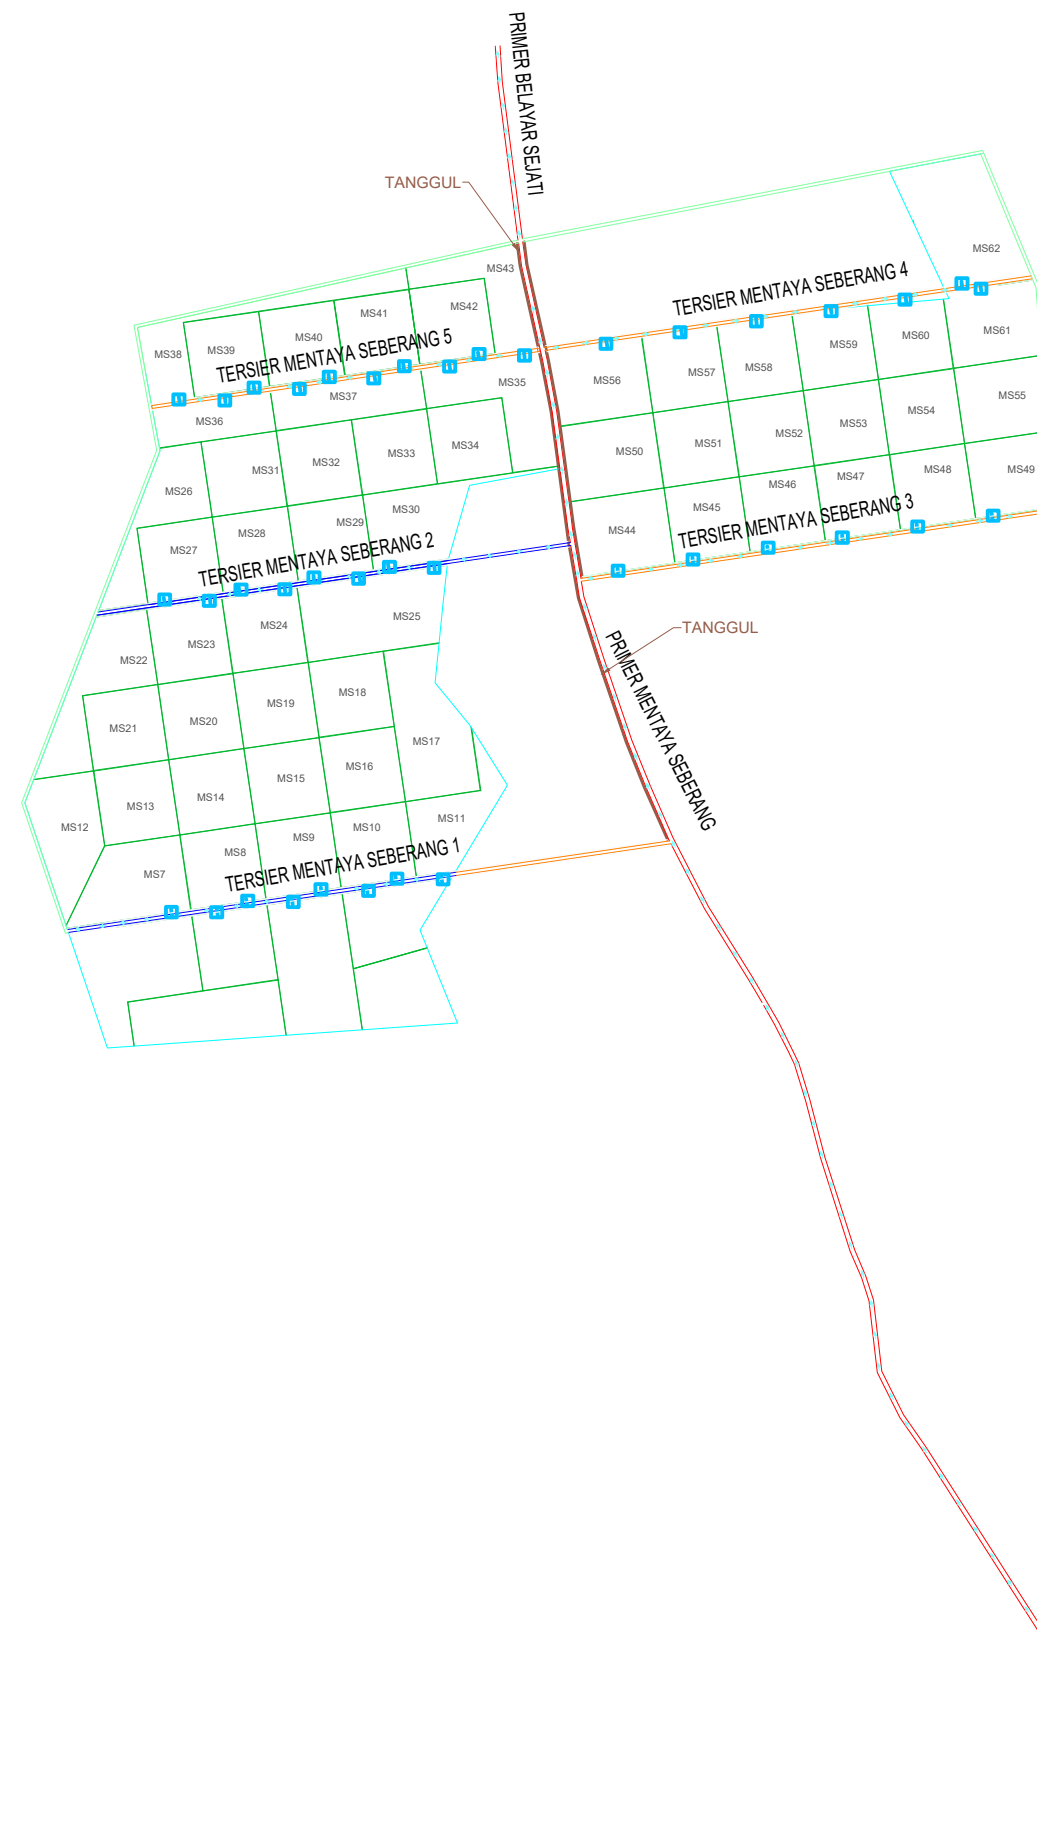 PRIMER BELAYAR SEJATI
TANGGUL
MS62
MS43
TERSIER MENTAYA SEBERANG 4
MS42
MS41
MS40
MS39
MS38
TERSIER MENTAYA SEBERANG 5
MS61
MS60
MS59
MS58
MS57
MS56
MS35
MS37
MS36
MS55
MS54
MS53
MS52
MS51
MS50
MS34
MS33
MS32
MS31
MS26
MS49
MS48
MS47
MS46
MS45
MS44
TERSIER MENTAYA SEBERANG 3
MS30
MS29
MS28
MS27
TERSIER MENTAYA SEBERANG 2
MS25
MS24
MS23
MS22
TANGGUL
PRIMER MENTAYA SEBERANG
MS18
MS19
MS20
MS21
MS17
MS16
MS15
MS14
MS13
MS12
MS11
MS10
MS9
MS8
MS7
TERSIER MENTAYA SEBERANG 1